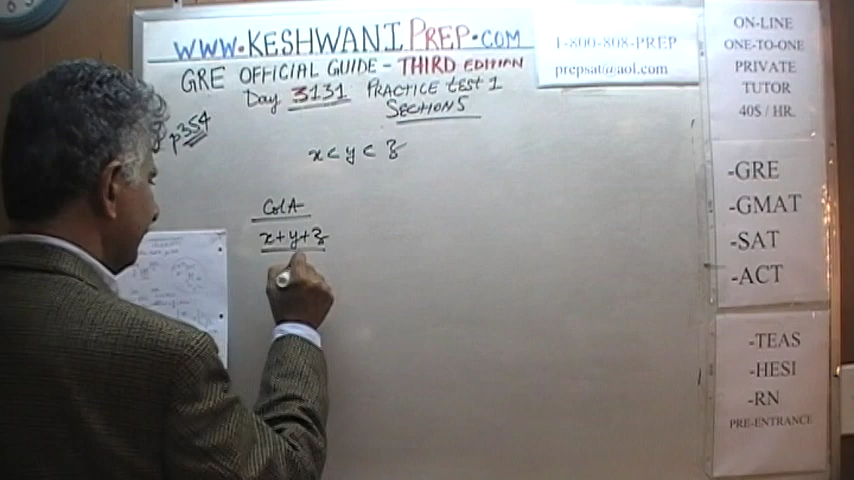 WWW.KESHWANIPREP.COM
GRE OFFICIAL GUIDE - THIRD EDITION
Day 3131 PRACTICE test 1
SECTION 5
p354
x < y < z
Col A
x+y+z
1-800-808-PREP
prepsat@aol.com
ON-LINE
ONE-TO-ONE
PRIVATE
TUTOR
40$ / HR.
-GRE
-GMAT
-SAT
-ACT
-TEAS
-HESI
-RN
PRE-ENTRANCE